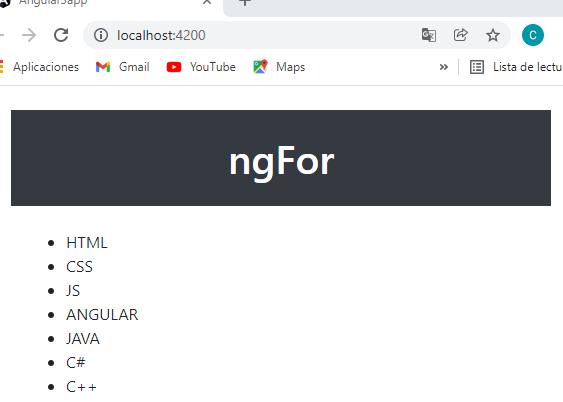 Angular5app
localhost:4200
C
Aplicaciones Gmail YouTube Maps » Lista de lectu
ngFor
• HTML
• CSS
• JS
• ANGULAR
• JAVA
• C#
• C++